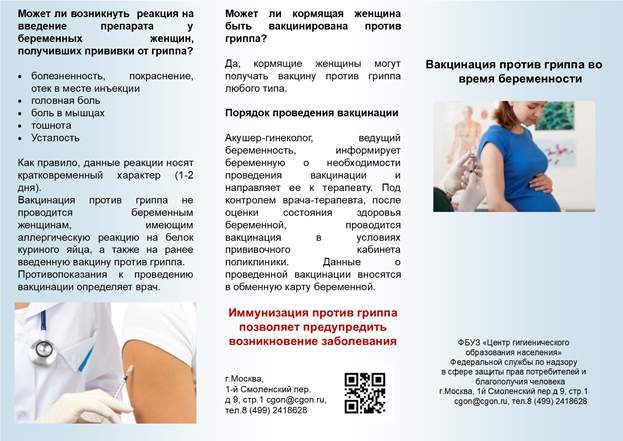 Может ли возникнуть реакция на
введение препарата у
беременных женщин,
получивших прививки от гриппа?
• болезненность, покраснение,
отек в месте инъекции
• головная боль
• боль в мышцах
• тошнота
• Усталость
Как правило, данные реакции носят
кратковременный характер (1-2
дня).
Вакцинация против гриппа не
проводится беременным
женщинам, имеющим
аллергическую реакцию на белок
куриного яйца, а также на ранее
введенную вакцину против гриппа.
Противопоказания к проведению
вакцинации определяет врач.
Может ли кормящая женщина
быть вакцинирована против
гриппа?
Да, кормящие женщины могут
получать вакцину против гриппа
любого типа.
Порядок проведения вакцинации
Акушер-гинеколог, ведущий
беременность, информирует
беременную о необходимости
проведения вакцинации и
направляет ее к терапевту. Под
контролем врача-терапевта, после
оценки состояния здоровья
беременной, проводится
вакцинация в условиях
прививочного кабинета
поликлиники. Данные о
проведенной вакцинации вносятся
в обменную карту беременной.
Иммунизация против гриппа
позволяет предупредить
возникновение заболевания
г.Москва,
1-й Смоленский пер.
д 9, стр.1 cgon@cgon.ru,
тел.8 (499) 2418628
Вакцинация против гриппа во
время беременности
ФБУЗ «Центр гигиенического
образования населения»
Федеральной службы по надзору
в сфере защиты прав потребителей и
благополучия человека
г.Москва, 1й Смоленский пер.д 9, стр.1
cgon@cgon.ru, тел.8 (499) 2418628